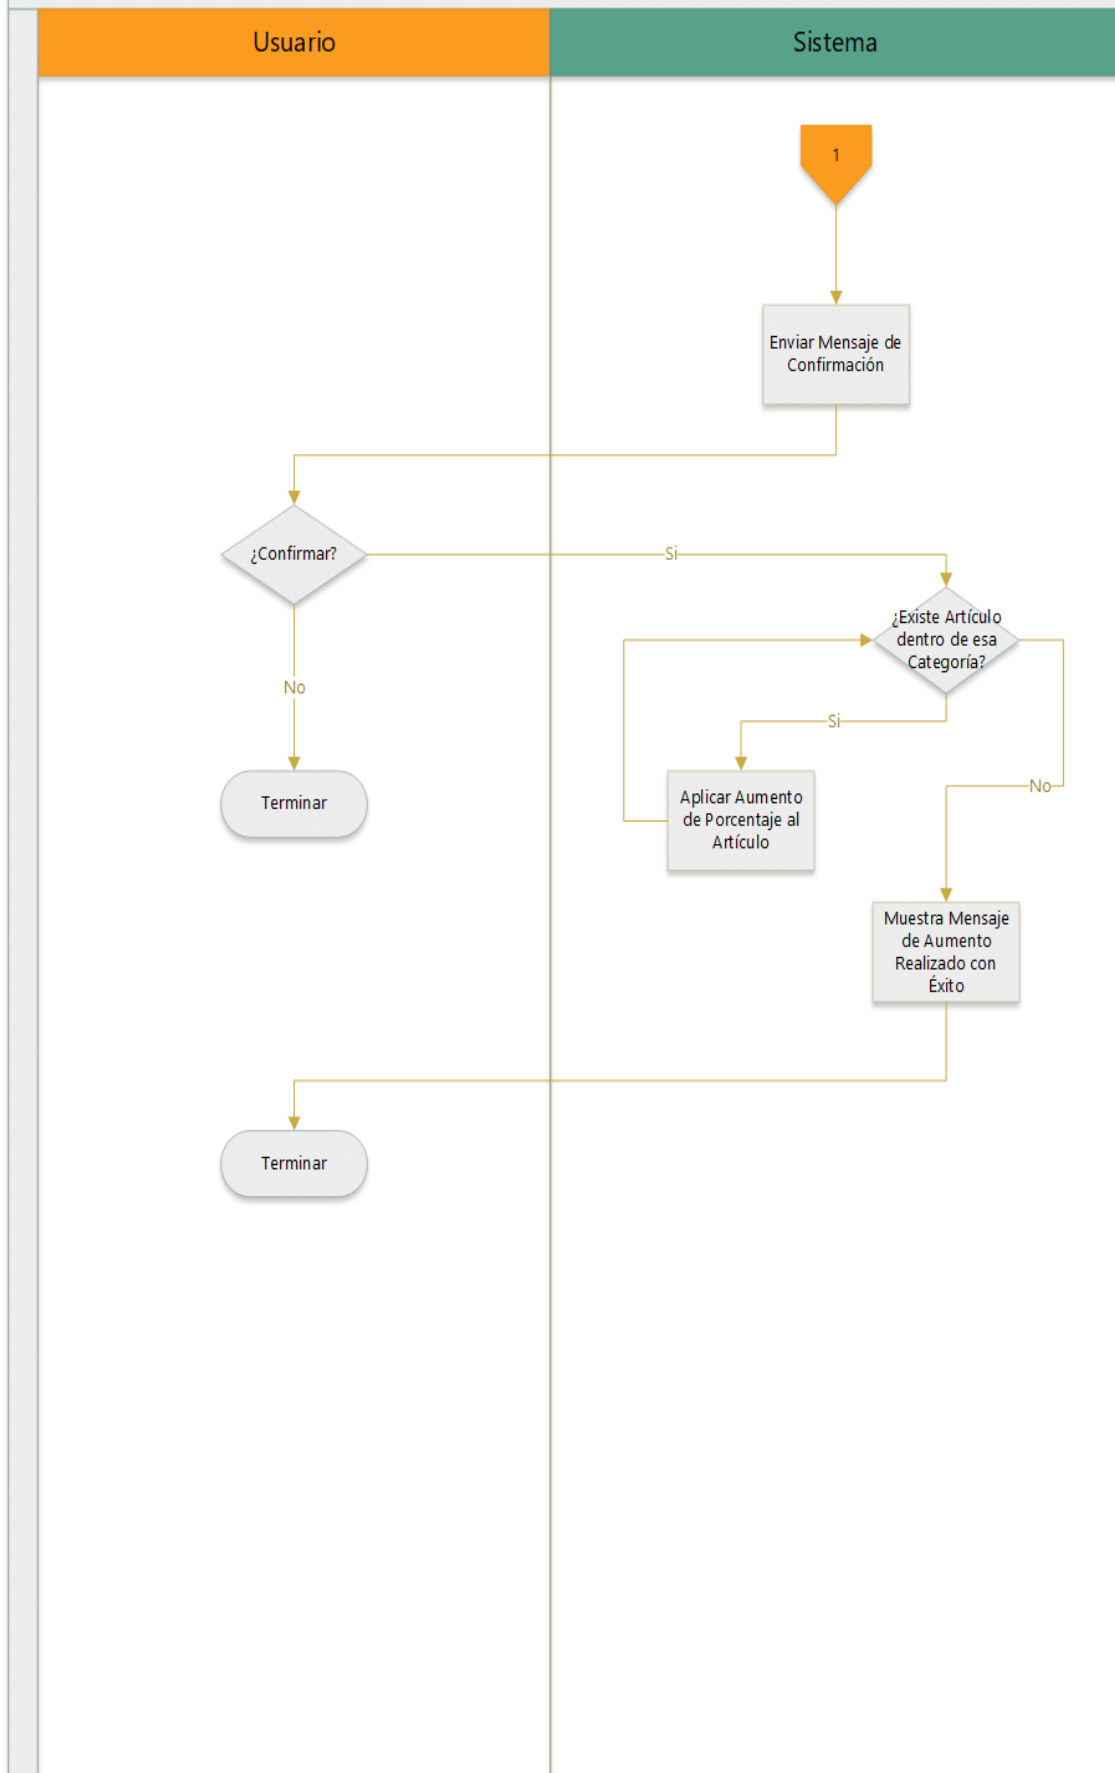 Usuario
Sistema
1
Enviar Mensaje de
Confirmación
¿Confirmar?
Si
¿Existe Artículo
dentro de esa
Categoría?
No
Si
Terminar
Aplicar Aumento
de Porcentaje al
Artículo
No
Muestra Mensaje
de Aumento
Realizado con
Éxito
Terminar